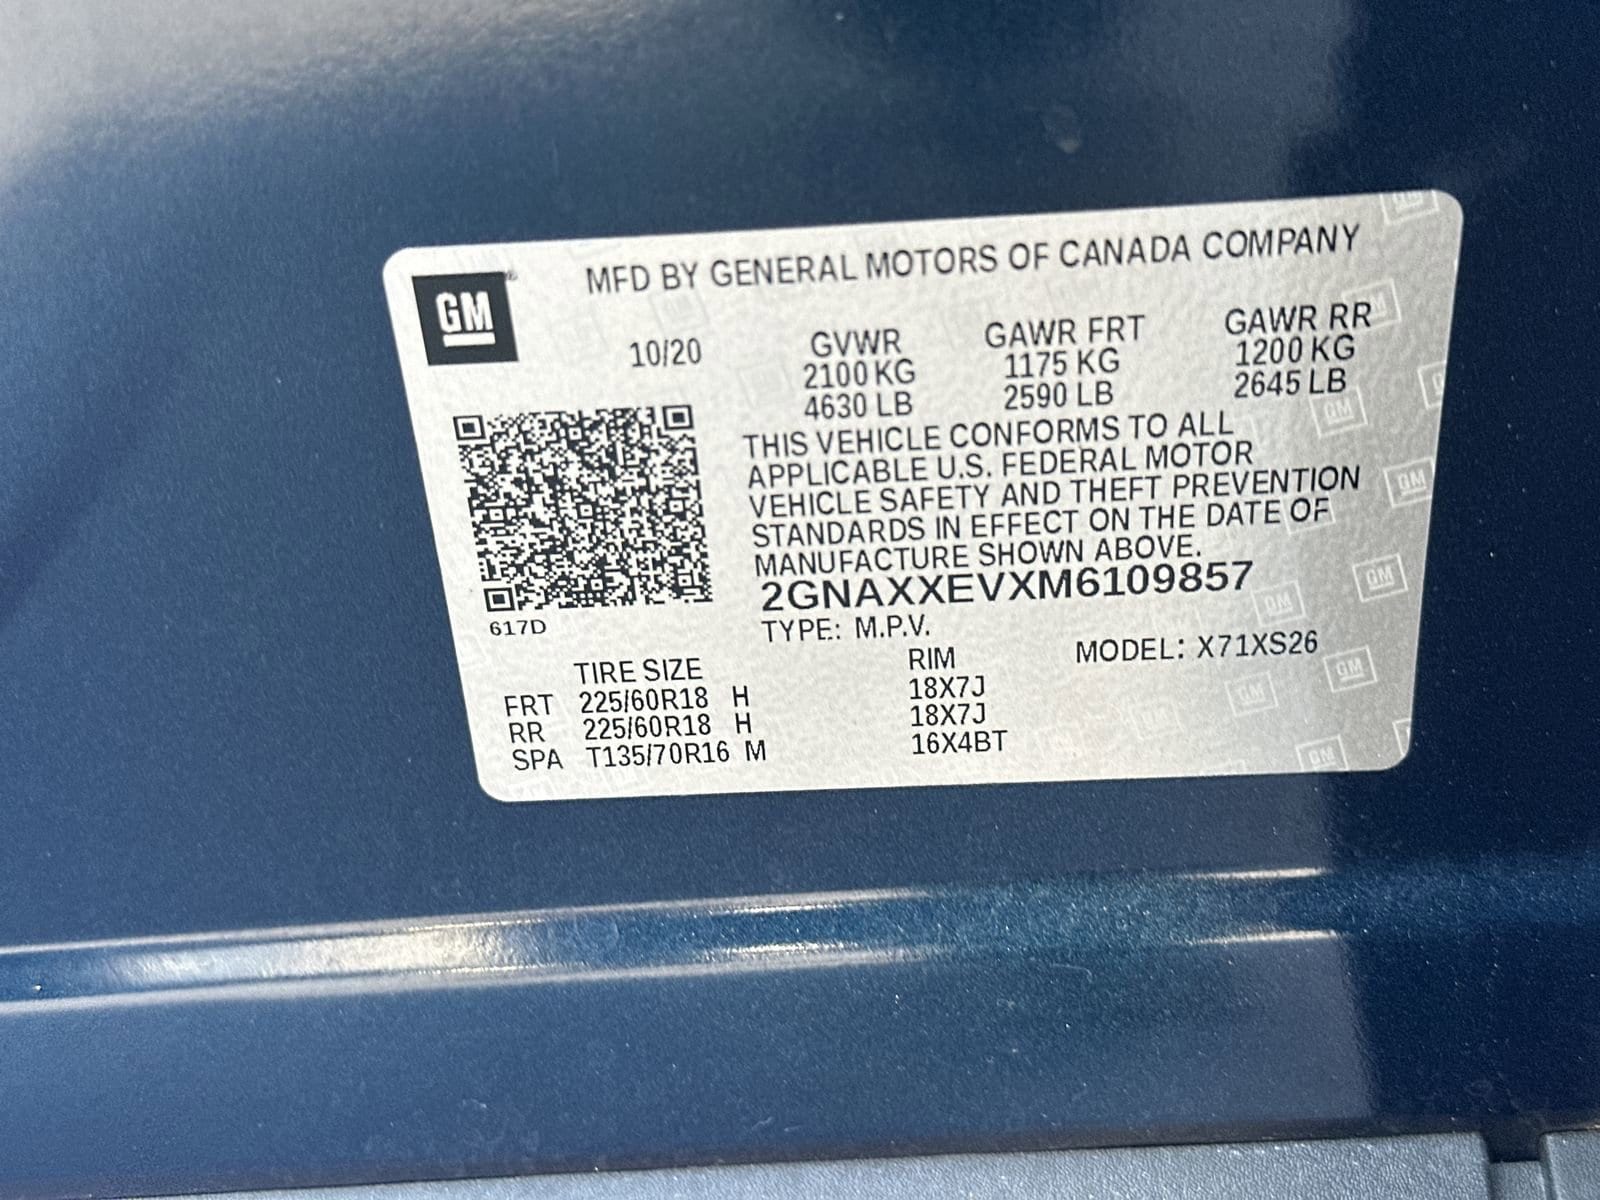 MFD BY GENERAL MOTORS OF CANADA COMPANY
GM
10/20
GVWR
2100 KG
4630 LB
GAWR FRT
1175 KG
2590 LB
GAWR RR
1200 KG
2645 LB
THIS VEHICLE CONFORMS TO ALL
APPLICABLE U.S. FEDERAL MOTOR
VEHICLE SAFETY AND THEFT PREVENTION
STANDARDS IN EFFECT ON THE DATE OF
MANUFACTURE SHOWN ABOVE.
2GNAXXEVXM6109857
617D
TYPE: M.P.V.
MODEL: X71XS26
TIRE SIZE RIM
FRT 225/60R18 H 18X7J
RR 225/60R18 H 18X7J
SPA T135/70R16 M 16X4BT